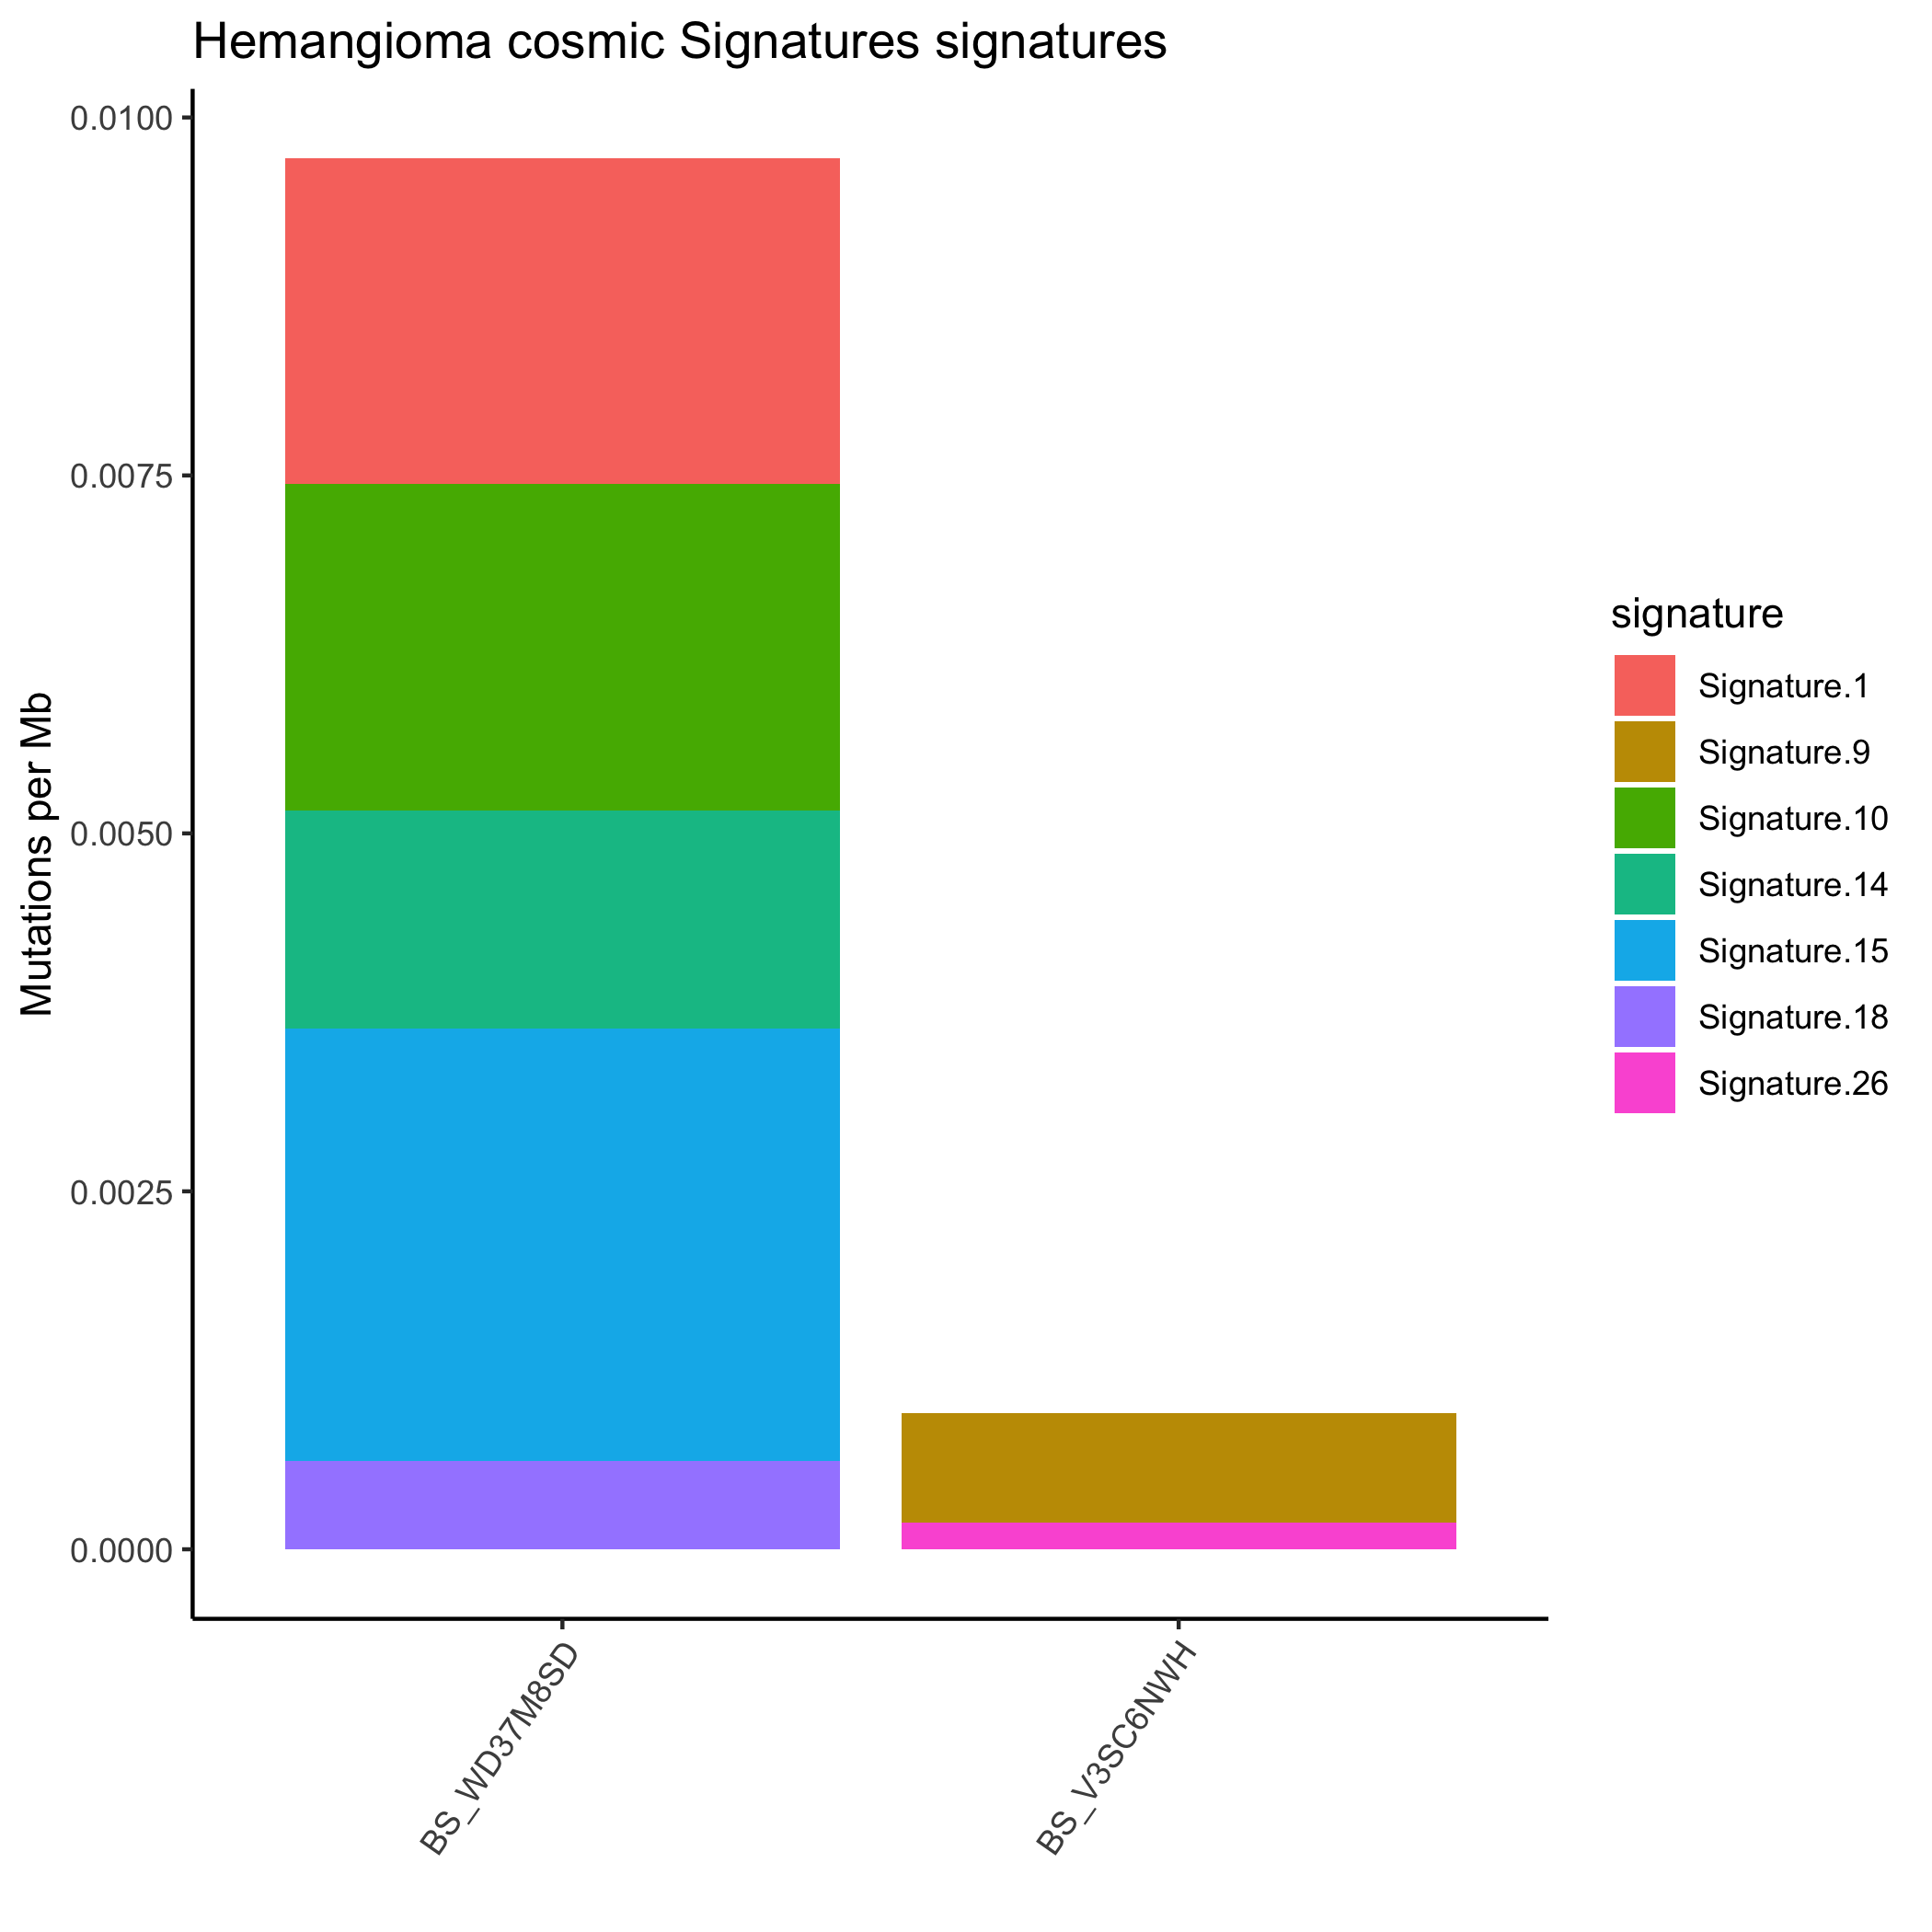 Hemangioma cosmic Signatures signatures
Mutations per Mb
0.0100
0.0075
0.0050
0.0025
0.0000
BS_WD37M8SD
BS_V3SC6NWH
signature
Signature.1
Signature.9
Signature.10
Signature.14
Signature.15
Signature.18
Signature.26